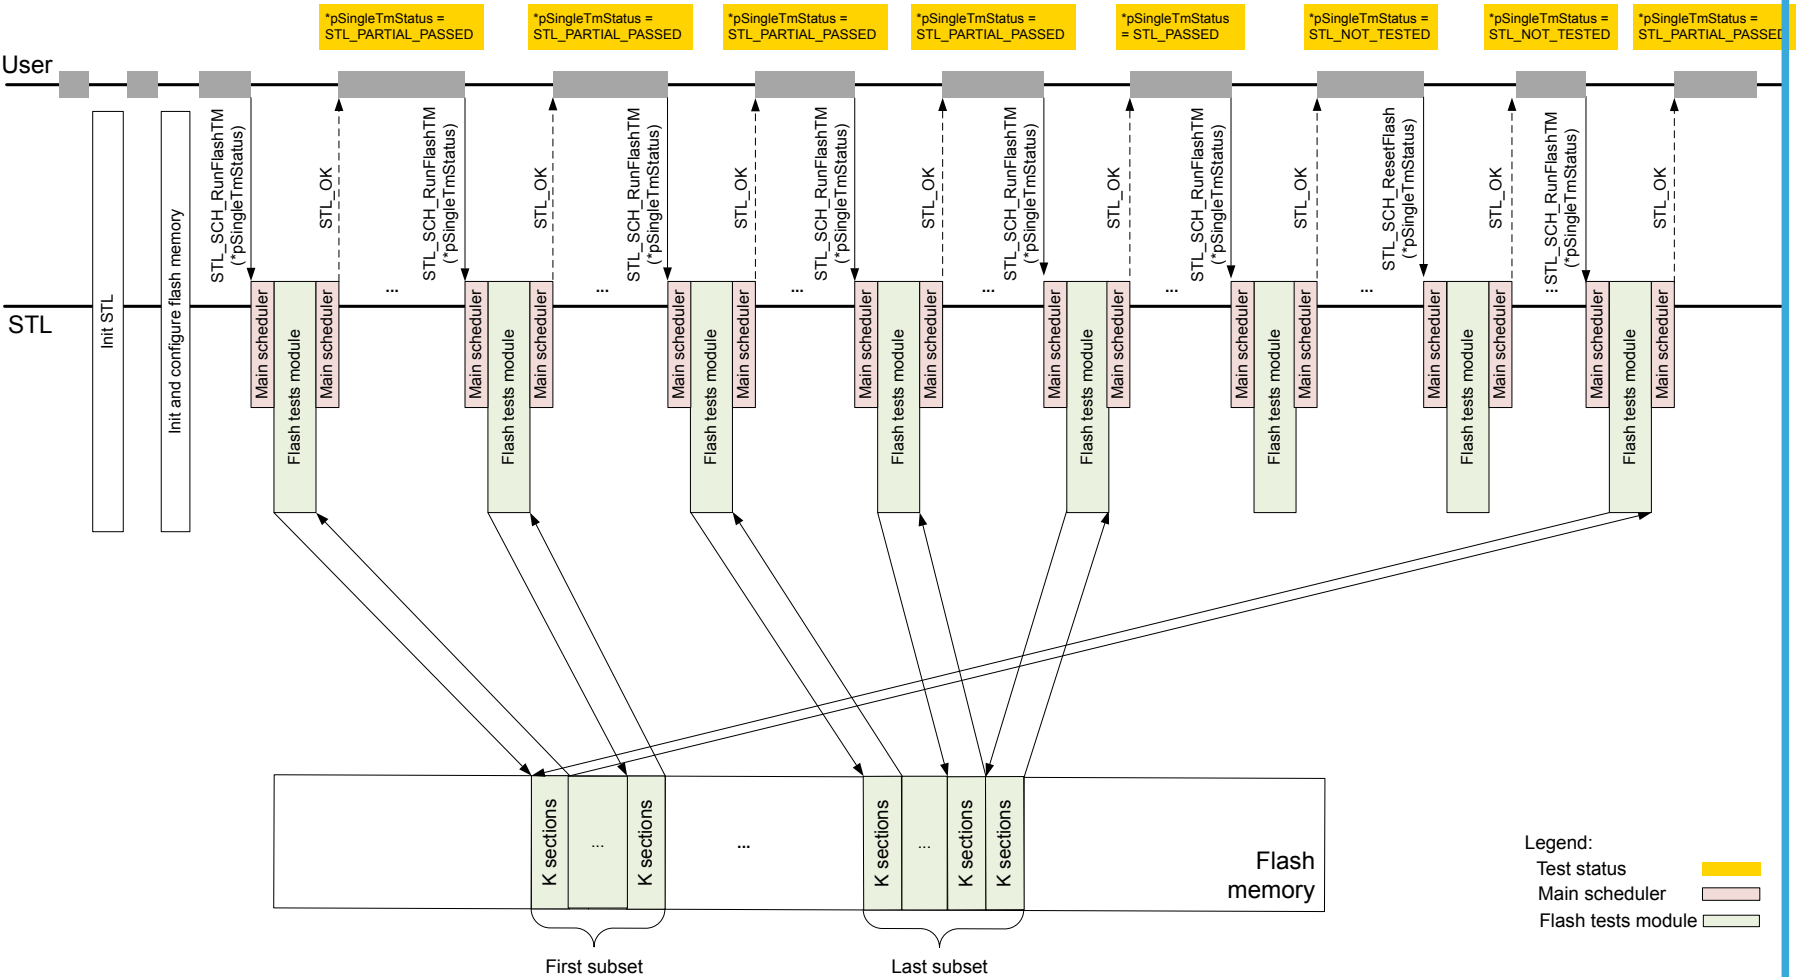 *pSingleTmStatus =
STL_PARTIAL_PASSED
*pSingleTmStatus =
STL_PARTIAL_PASSED
*pSingleTmStatus =
STL_PARTIAL_PASSED
*pSingleTmStatus =
STL_PARTIAL_PASSED
*pSingleTmStatus
= STL_PASSED
*pSingleTmStatus =
STL_NOT_TESTED
*pSingleTmStatus =
STL_NOT_TESTED
*pSingleTmStatus =
STL_PARTIAL_PASSED
User
STL_SCH_RunFlashTM
(*pSingleTmStatus)
STL_OK
STL_SCH_RunFlashTM
(*pSingleTmStatus)
STL_OK
STL_SCH_RunFlashTM
(*pSingleTmStatus)
STL_OK
STL_SCH_RunFlashTM
(*pSingleTmStatus)
STL_OK
STL_SCH_RunFlashTM
(*pSingleTmStatus)
STL_OK
STL_SCH_RunFlashTM
(*pSingleTmStatus)
STL_OK
STL_SCH_ResetFlash
(*pSingleTmStatus)
STL_OK
STL_SCH_RunFlashTM
(*pSingleTmStatus)
STL_OK
...
...
...
...
...
...
...
STL
Init STL
Init and configure flash memory
Main scheduler
Flash tests module
Main scheduler
Main scheduler
Flash tests module
Main scheduler
Main scheduler
Flash tests module
Main scheduler
Main scheduler
Flash tests module
Main scheduler
Main scheduler
Flash tests module
Main scheduler
Main scheduler
Flash tests module
Main scheduler
Main scheduler
Flash tests module
Main scheduler
Main scheduler
Flash tests module
Main scheduler
K sections
...
K sections
...
K sections
...
K sections
K sections
Flash
memory
First subset
Last subset
Legend:
Test status
Main scheduler
Flash tests module